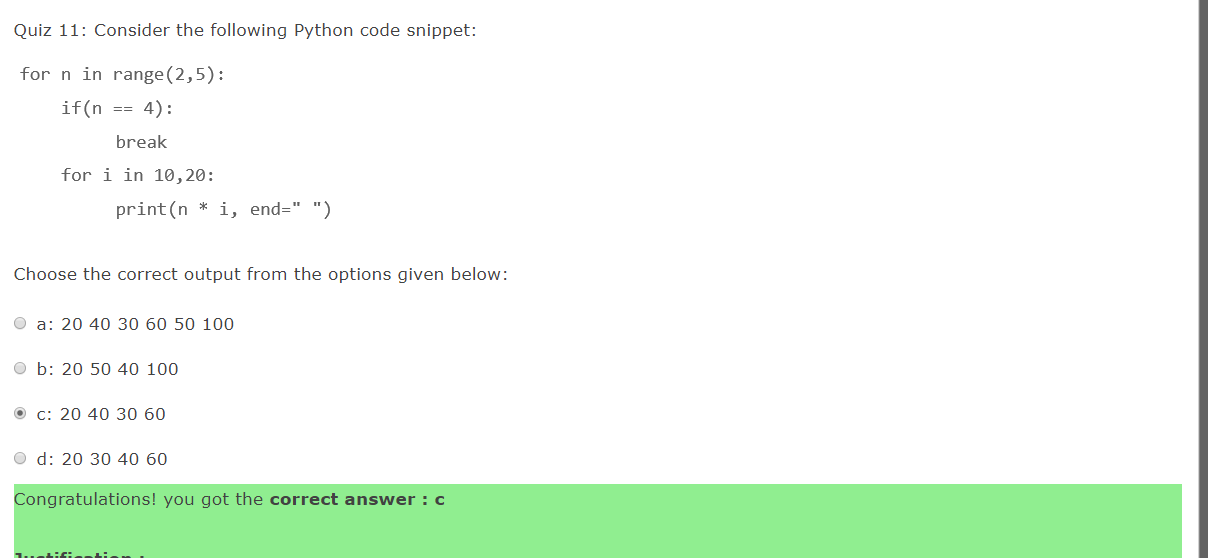 Quiz 11: Consider the following Python code snippet:
for n in range(2,5):
if(n == 4):
break
for i in 10,20:
print(n * i, end=" ")
Choose the correct output from the options given below:
a: 20 40 30 60 50 100
b: 20 50 40 100
c: 20 40 30 60
d: 20 30 40 60
Congratulations! you got the correct answer : c
Justification :